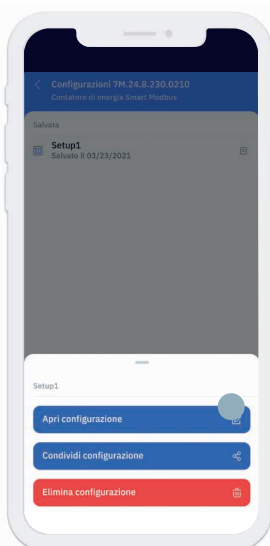 Configurazioni 7M.24.8.230.0210
Contatore di energia Smart Modbus
Salvata
Setup1
Salvato il 03/23/2021
Setup1
Apri configurazione
Condividi configurazione
Elimina configurazione